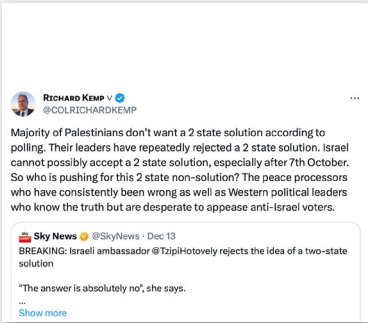 RICHARD KEMP V
@COLRICHARDKEMP
Majority of Palestinians don't want a 2 state solution according to
polling. Their leaders have repeatedly rejected a 2 state solution. Israel
cannot possibly accept a 2 state solution, especially after 7th October.
So who is pushing for this 2 state non-solution? The peace processors
who have consistently been wrong as well as Western political leaders
who know the truth but are desperate to appease anti-Israel voters.
Sky News @SkyNews · Dec 13
BREAKING: Israeli ambassador @TzipiHotovely rejects the idea of a two-state
solution
"The answer is absolutely no", she says.
...
Show more